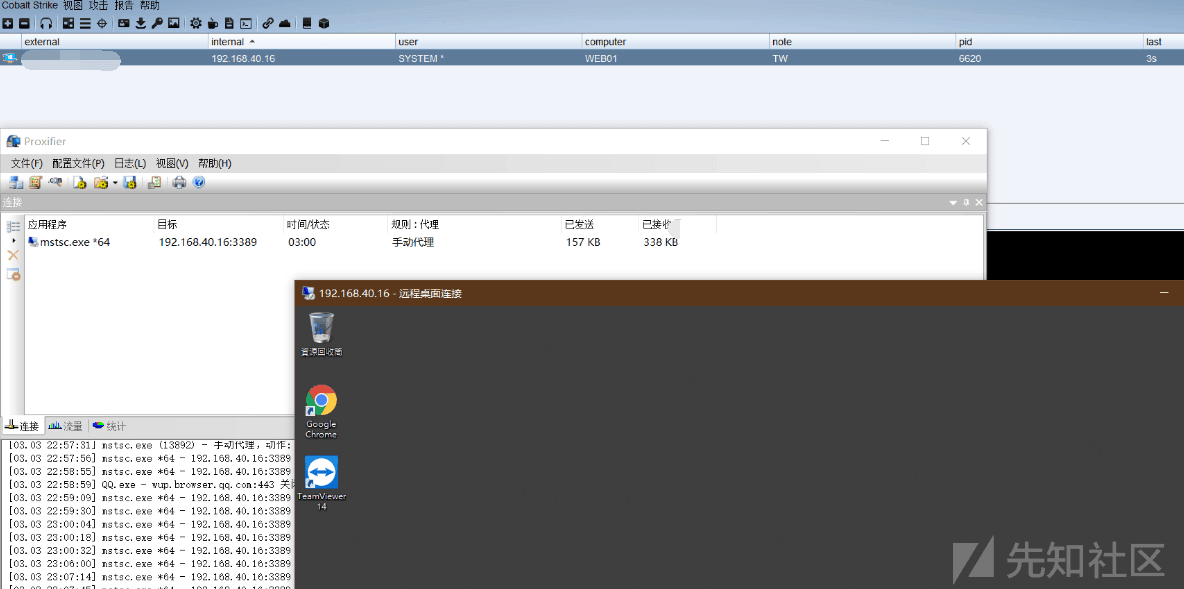 Cobalt Strike 视图 攻击 报告 帮助
external internal user computer note pid last
192.168.40.16 SYSTEM * WEB01 TW 6620 3s
Proxifier
文件(F) 配置文件(P) 日志(L) 视图(V) 帮助(H)
连接
应用程序 目标 时间/状态 规则 : 代理 已发送 已接收
mstsc.exe *64 192.168.40.16:3389 03:00 手动代理 157 KB 338 KB
192.168.40.16 - 远程桌面连接
資源回收筒
Google
Chrome
TeamViewer
14
连接 流量 统计
[03.03 22:57:31] mstsc.exe (13892) - 手动代理，动作:
[03.03 22:57:56] mstsc.exe *64 - 192.168.40.16:3389
[03.03 22:58:55] mstsc.exe *64 - 192.168.40.16:3389
[03.03 22:58:59] QQ.exe - wup.browser.qq.com:443 关
[03.03 22:59:09] mstsc.exe *64 - 192.168.40.16:3389
[03.03 22:59:30] mstsc.exe *64 - 192.168.40.16:3389
[03.03 23:00:04] mstsc.exe *64 - 192.168.40.16:3389
[03.03 23:00:18] mstsc.exe *64 - 192.168.40.16:3389
[03.03 23:00:32] mstsc.exe *64 - 192.168.40.16:3389
[03.03 23:06:00] mstsc.exe *64 - 192.168.40.16:3389
[03.03 23:07:14] mstsc.exe *64 - 192.168.40.16:3389
先知社区